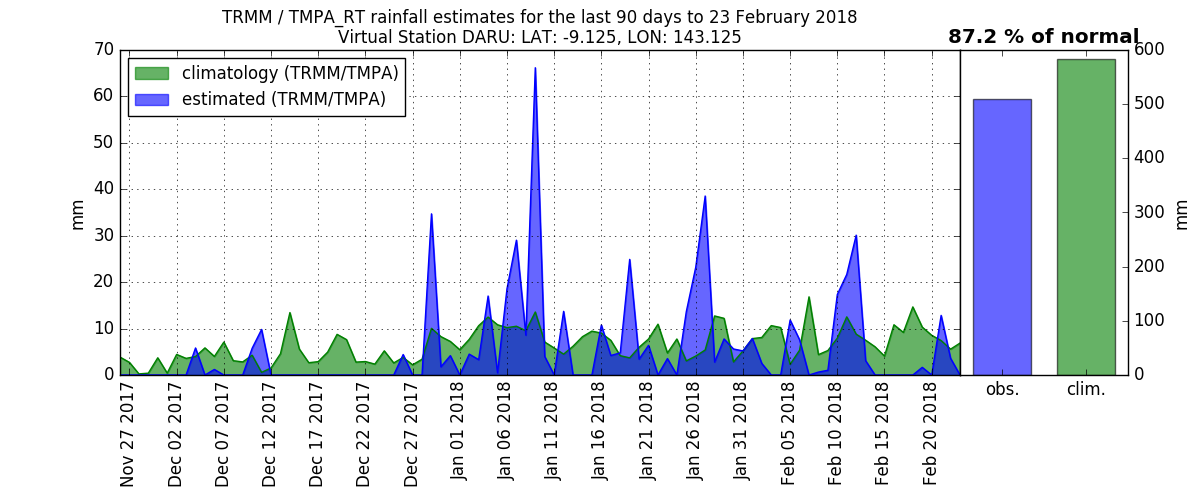 TRMM / TMPA_RT rainfall estimates for the last 90 days to 23 February 2018
Virtual Station DARU: LAT: -9.125, LON: 143.125
87.2 % of normal
climatology (TRMM/TMPA)
estimated (TRMM/TMPA)
mm
70
60
50
40
30
20
10
0
Nov 27 2017
Dec 02 2017
Dec 07 2017
Dec 12 2017
Dec 17 2017
Dec 22 2017
Dec 27 2017
Jan 01 2018
Jan 06 2018
Jan 11 2018
Jan 16 2018
Jan 21 2018
Jan 26 2018
Jan 31 2018
Feb 05 2018
Feb 10 2018
Feb 15 2018
Feb 20 2018
obs.
clim.
600
500
400
300
200
100
0
mm